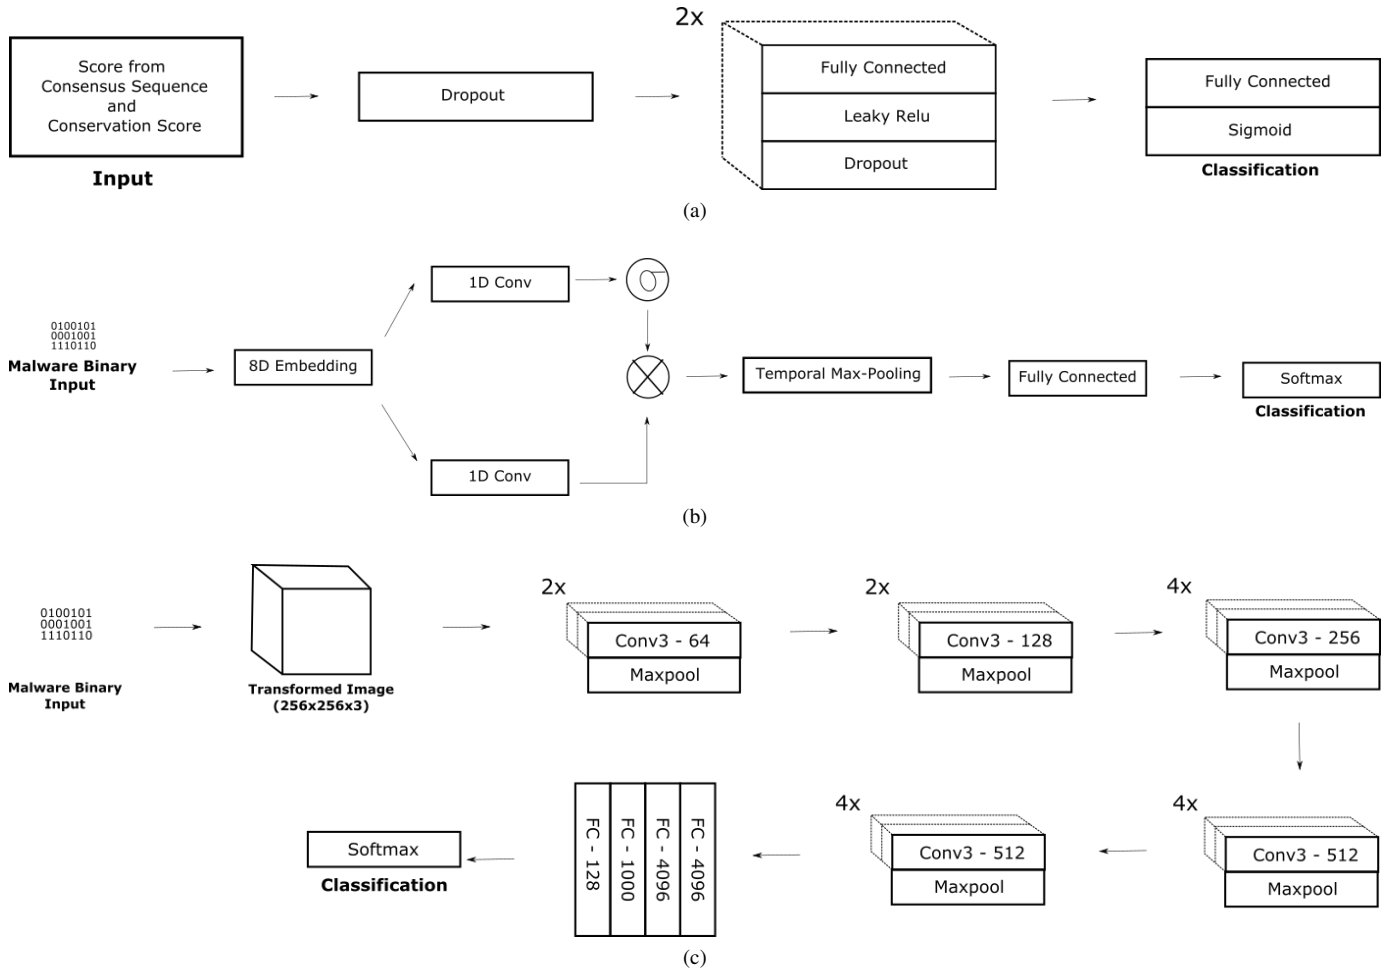 2x
Score from
Consensus Sequence
and
Conservation Score
Input
Dropout
Fully Connected
Leaky Relu
Dropout
Fully Connected
Sigmoid
Classification
(a)
0100101
0001001
1110110
Malware Binary
Input
8D Embedding
1D Conv
1D Conv
σ
Temporal Max-Pooling
Fully Connected
Softmax
Classification
(b)
0100101
0001001
1110110
Malware Binary
Input
Transformed Image
(256x256x3)
2x
Conv3 - 64
Maxpool
2x
Conv3 - 128
Maxpool
4x
Conv3 - 256
Maxpool
4x
Conv3 - 512
Maxpool
4x
Conv3 - 512
Maxpool
FC - 4096
FC - 4096
FC - 1000
FC - 128
Softmax
Classification
(c)